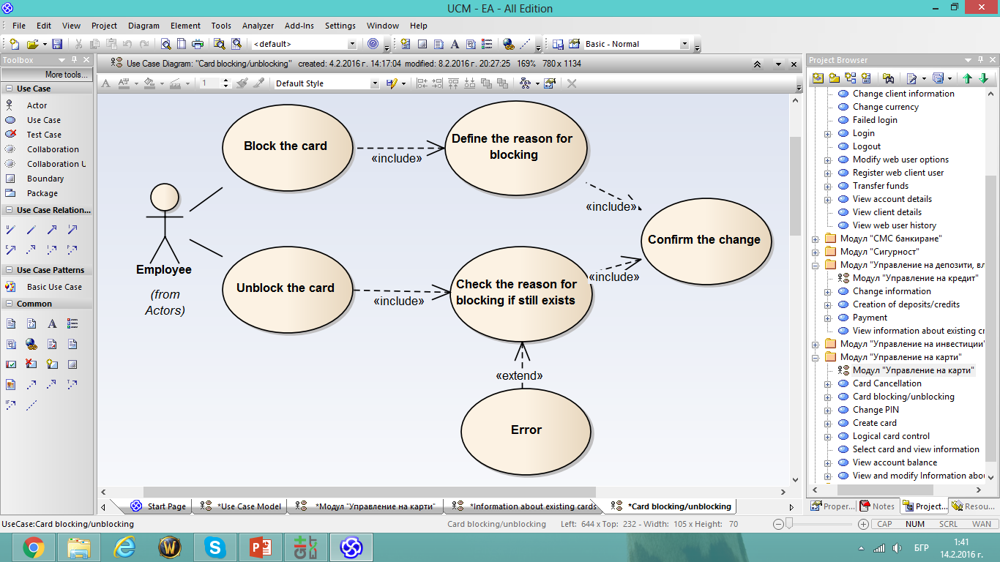 UCM - EA - All Edition
File Edit View Project Diagram Element Tools Analyzer Add-Ins Settings Window Help
<default>
Basic - Normal
Toolbox
More tools...
Use Case
Actor
Use Case
Test Case
Collaboration
Collaboration U
Boundary
Package
Use Case Relation...
Use Case Patterns
Basic Use Case
Common
Use Case Diagram: "Card blocking/unblocking" created: 4.2.2016 г. 14:17:04 modified: 8.2.2016 г. 20:27:25 169% 780 x 1134
1
Default Style
Block the card
«include»
Define the reason for
blocking
«include»
Confirm the change
Employee
(from
Actors)
Unblock the card
«include»
Check the reason for
blocking if still exists
«include»
«extend»
Error
Project Browser
Change client information
Change currency
Failed login
Login
Logout
Modify web user options
Register web client user
Transfer funds
View account details
View client details
View web user history
Модул "СМС банкиране"
Модул "Сигурност"
Модул "Управление на депозити, вл
Модул "Управление на кредит"
Change information
Creation of deposits/credits
Payment
View information about existing cr
Модул "Управление на инвестиции"
Модул "Управление на карти"
Модул "Управление на карти"
Card Cancellation
Card blocking/unblocking
Change PIN
Create card
Logical card control
Select card and view information
View account balance
View and modify Information abou
Start Page *Use Case Model *Модул "Управление на карти" *Information about existing cards *Card blocking/unblocking
Proper... Notes Project... Resou...
UseCase:Card blocking/unblocking
Card blocking/unblocking Left: 644 x Top: 232 - Width: 105 x Height: 70
CAP NUM SCRL WAN
БГР
1:41
14.2.2016 г.